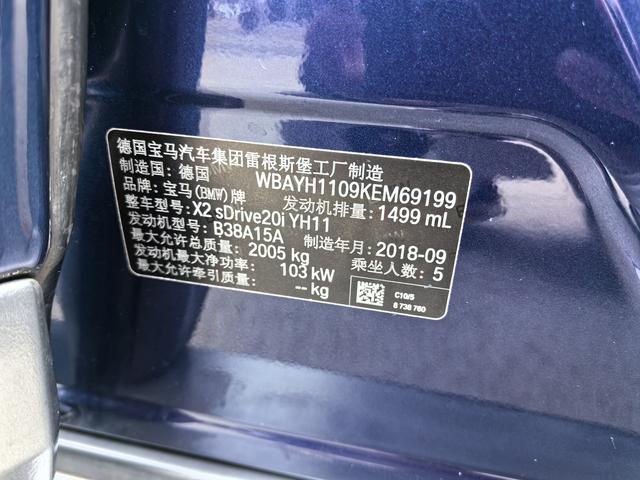 德国宝马汽车集团雷根斯堡工厂制造
制造国：德国 WBAYH1109KEM69199
品牌：宝马(BMW)牌 发动机排量：1499 mL
整车型号：X2 sDrive20i YH11
发动机型号：B38A15A 制造年月：2018-09
最大允许总质量：2005 kg 乘坐人数：5
发动机最大净功率：103 kW
最大允许牵引质量：-- kg
C10/5
8 738 760